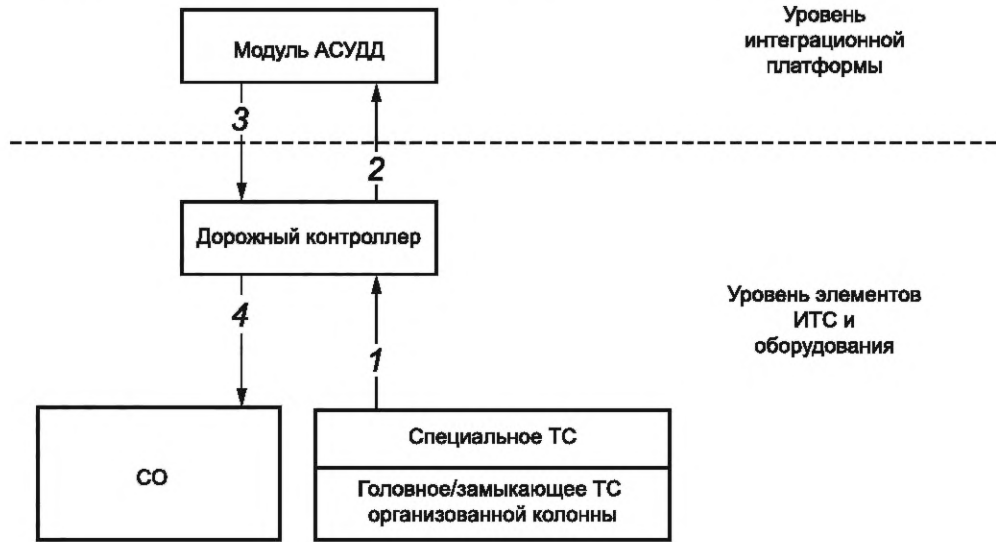 Уровень
интеграционной
платформы
Модуль АСУДД
3
2
Дорожный контроллер
Уровень элементов
ИТС и
оборудования
4
1
СО
Специальное ТС
Головное/замыкающее ТС
организованной колонны